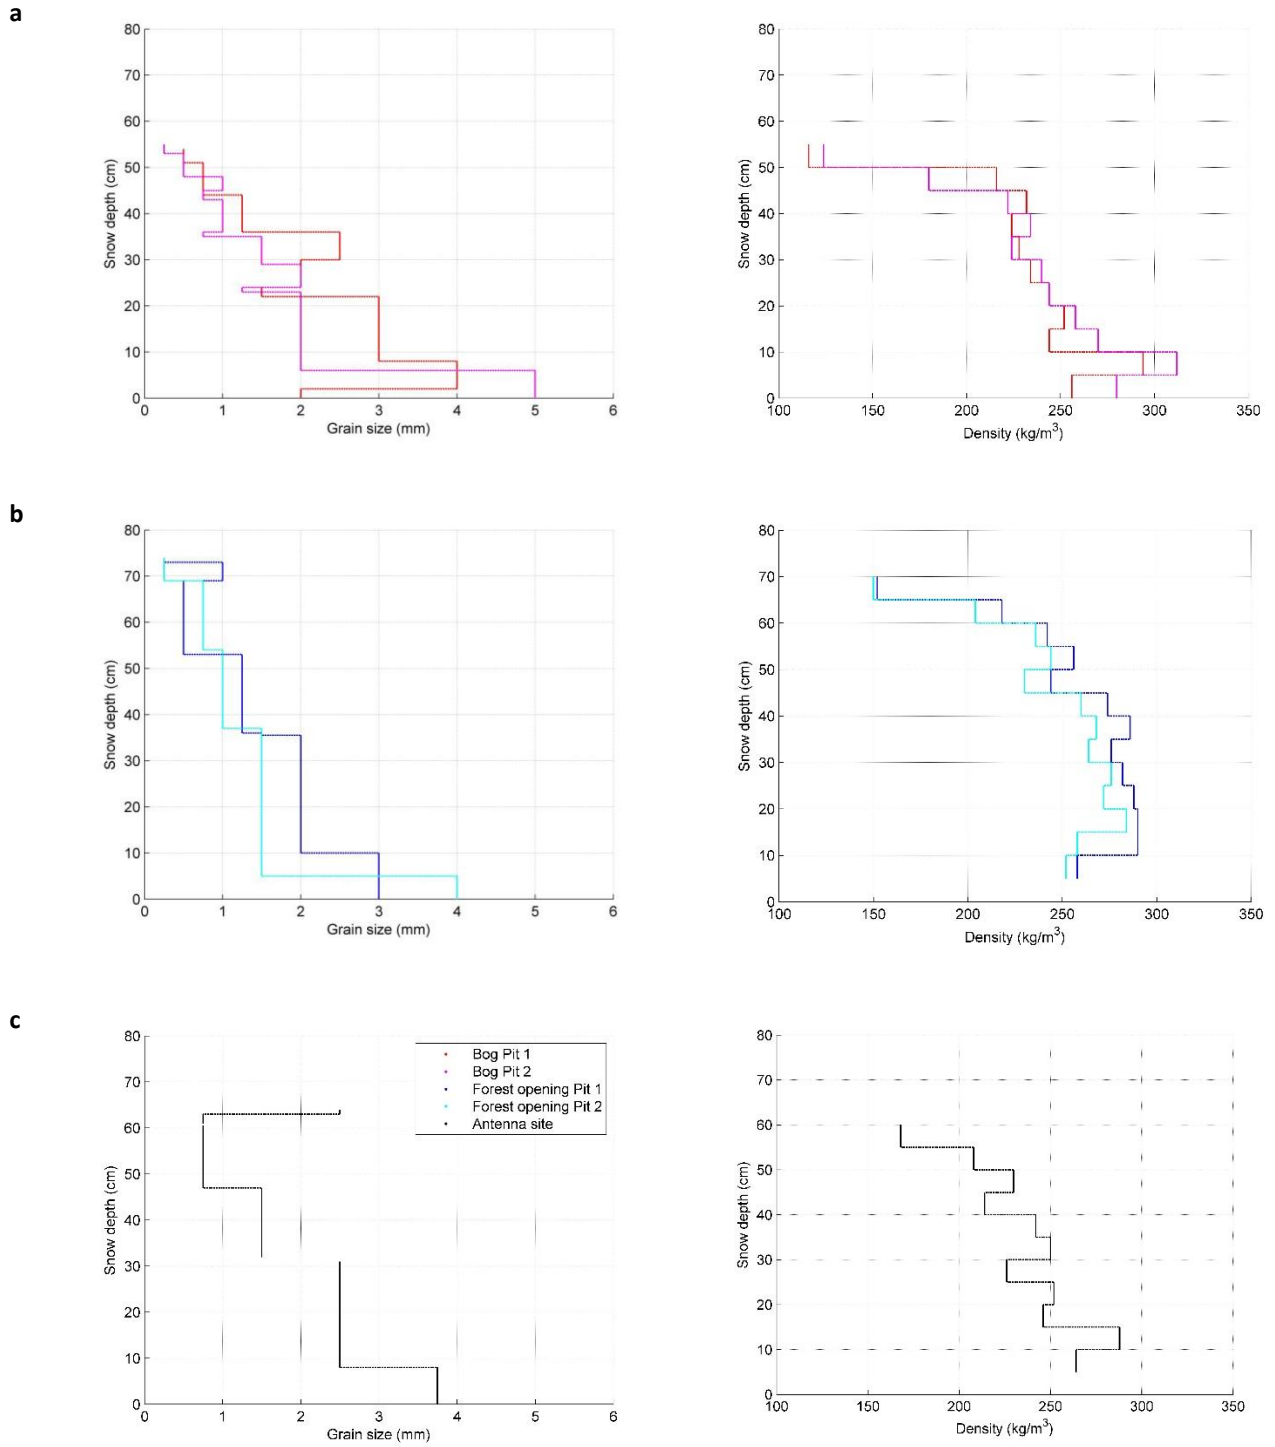 a
80
70
60
50
40
30
20
10
0
Snow depth (cm)
0 1 2 3 4 5 6
Grain size (mm)
80
70
60
50
40
30
20
10
0
Snow depth (cm)
100 150 200 250 300 350
Density (kg/m³)
b
80
70
60
50
40
30
20
10
0
Snow depth (cm)
0 1 2 3 4 5 6
Grain size (mm)
80
70
60
50
40
30
20
10
0
Snow depth (cm)
100 150 200 250 300 350
Density (kg/m³)
c
80
70
60
50
40
30
20
10
0
Snow depth (cm)
0 1 2 3 4 5 6
Grain size (mm)
Bog Pit 1
Bog Pit 2
Forest opening Pit 1
Forest opening Pit 2
Antenna site
80
70
60
50
40
30
20
10
0
Snow depth (cm)
100 150 200 250 300 350
Density (kg/m³)